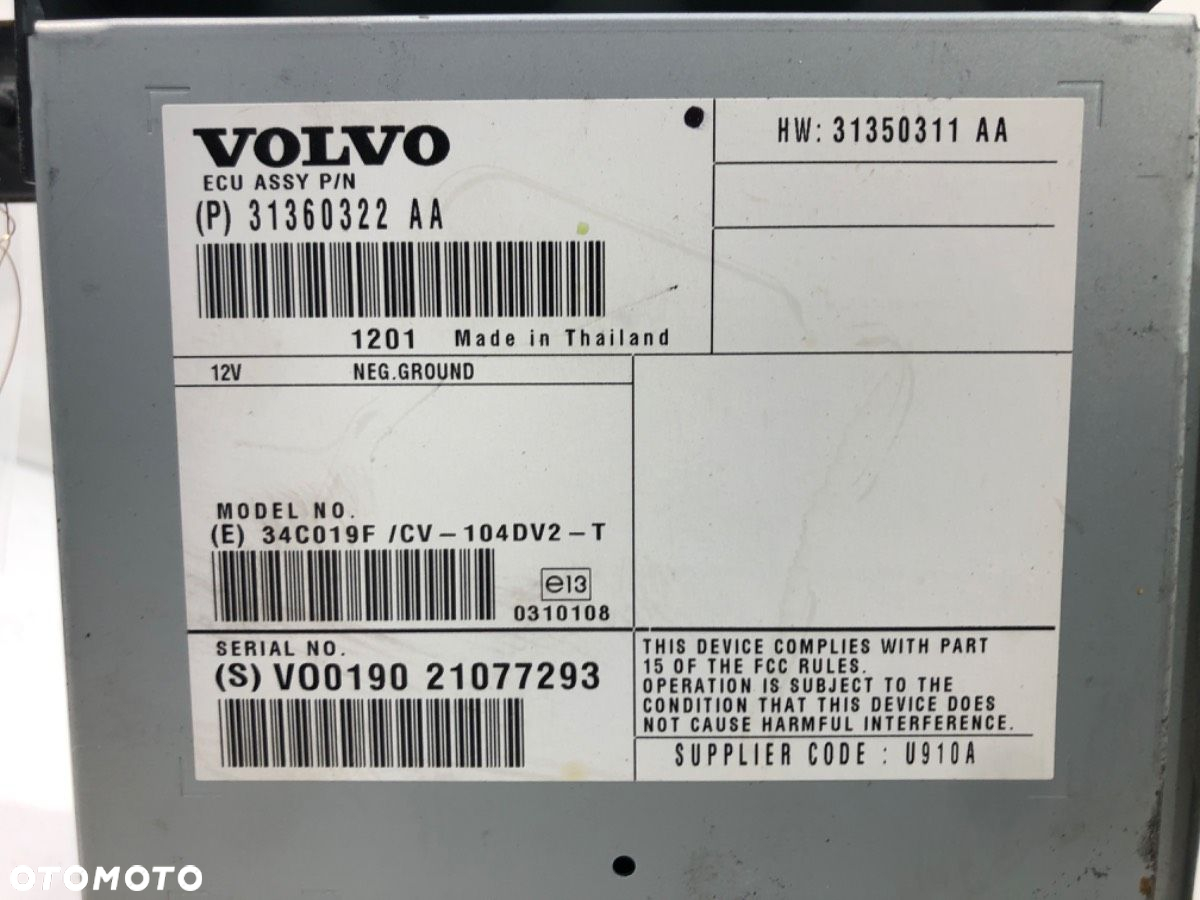 VOLVO
ECU ASSY P/N
(P) 31360322 AA
1201 Made in Thailand
HW: 31350311 AA
12V NEG.GROUND
MODEL NO.
(E) 34C019F /CV-104DV2-T
e13
0310108
SERIAL NO.
(S) VO0190 21077293
THIS DEVICE COMPLIES WITH PART
15 OF THE FCC RULES.
OPERATION IS SUBJECT TO THE
CONDITION THAT THIS DEVICE DOES
NOT CAUSE HARMFUL INTERFERENCE.
SUPPLIER CODE : U910A
OTOMOTO